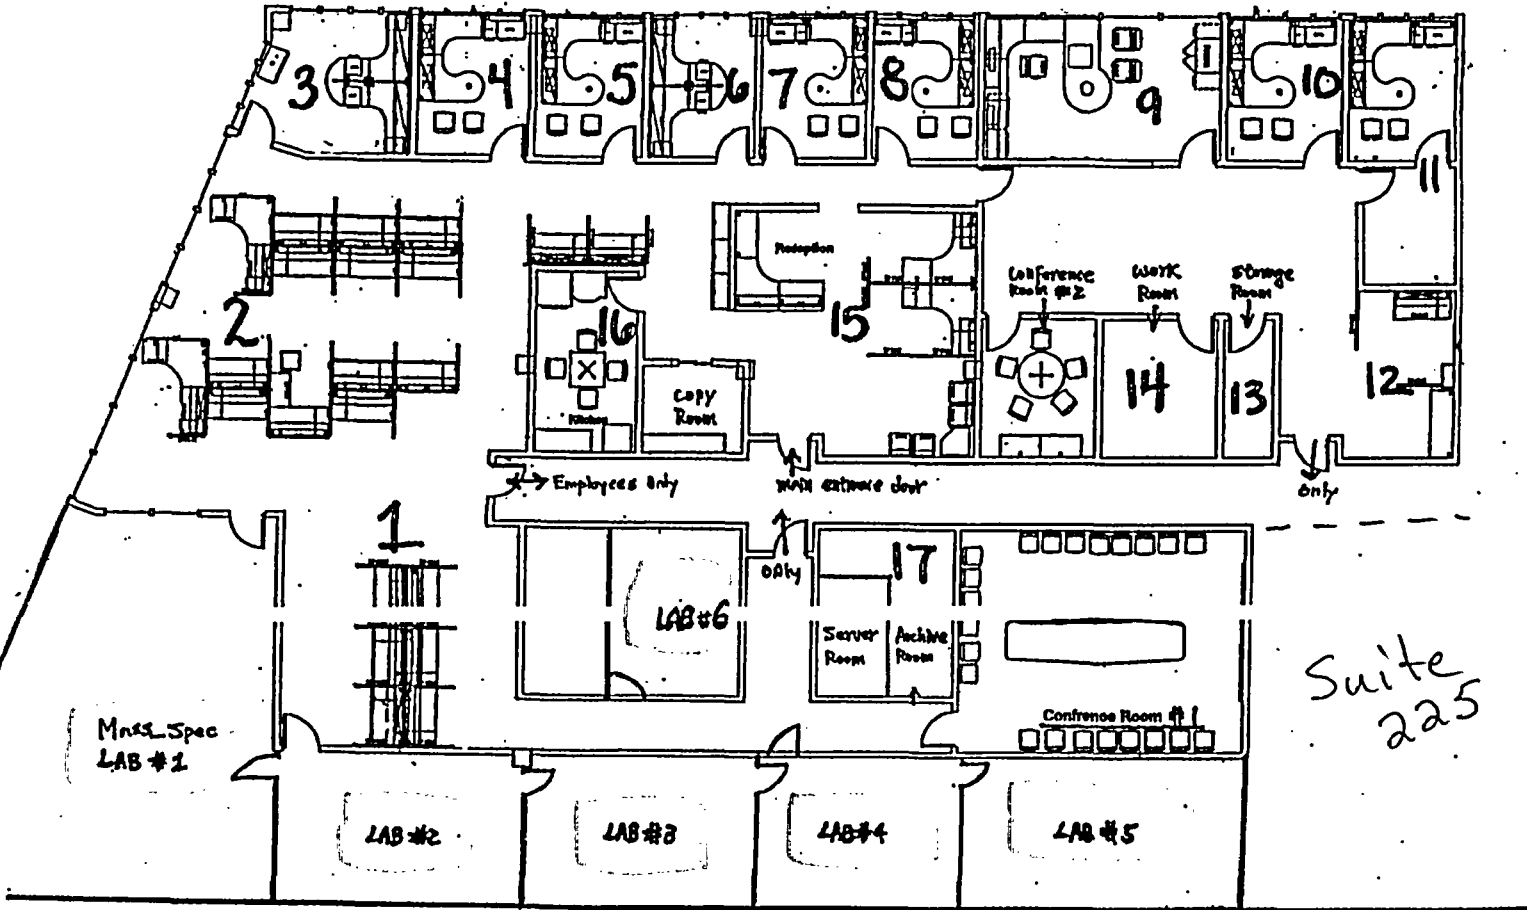 3
4
5
6
7
8
9
10
11
2
Reception
Conference
Room #2
Work
Room
Storage
Room
16
15
14
13
12
Kitchen
Copy
Room
Employees Only
main entrance door
Only
1
Only
17
LAB #6
Server
Room
Archive
Room
Suite
225
Mass Spec
LAB #1
Confrence Room #1
LAB #2
LAB #3
LAB #4
LAB #5